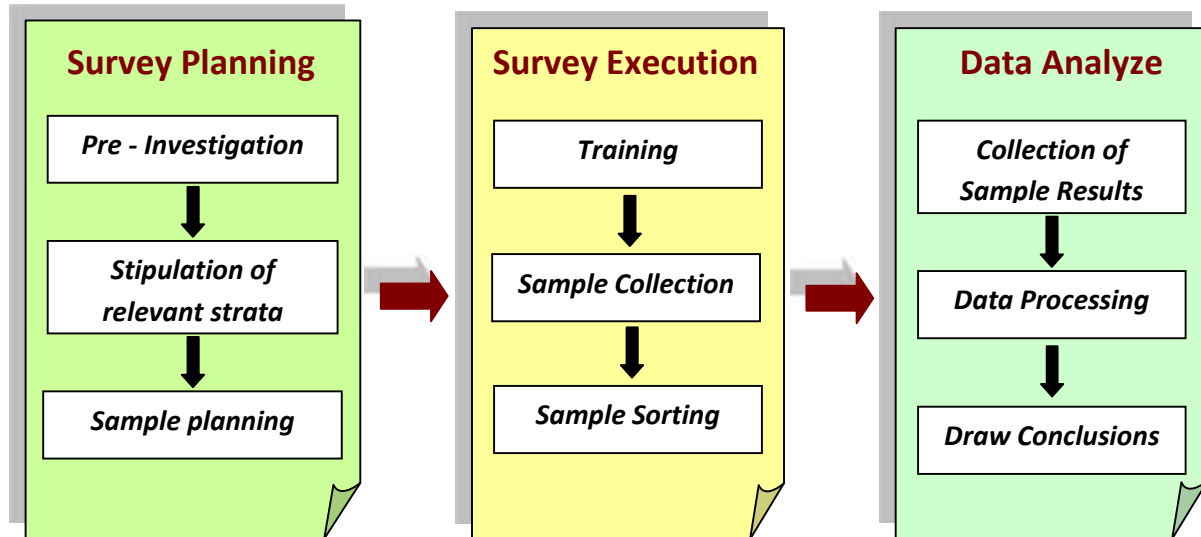 Survey Planning
Pre - Investigation
Stipulation of
relevant strata
Sample planning
Survey Execution
Training
Sample Collection
Sample Sorting
Data Analyze
Collection of
Sample Results
Data Processing
Draw Conclusions